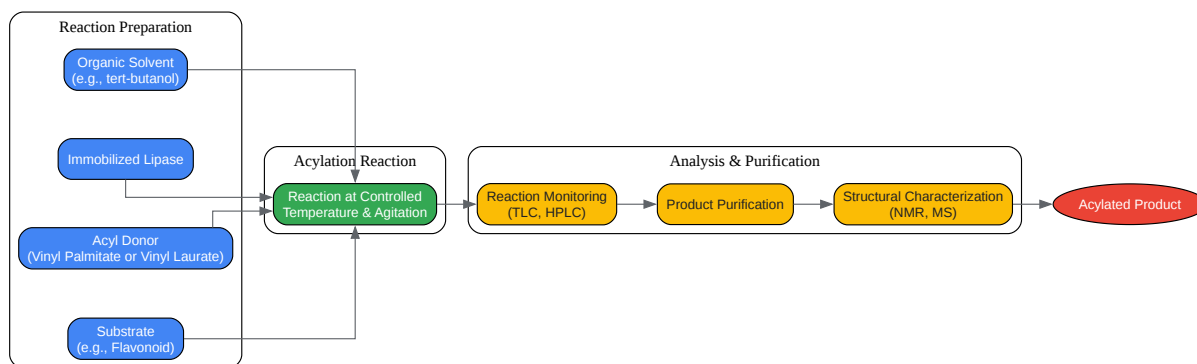 Reaction Preparation
Organic Solvent
(e.g., tert-butanol)
Immobilized Lipase
Acyl Donor
(Vinyl Palmitate or Vinyl Laurate)
Substrate
(e.g., Flavonoid)
Acylation Reaction
Reaction at Controlled
Temperature & Agitation
Analysis & Purification
Reaction Monitoring
(TLC, HPLC)
Product Purification
Structural Characterization
(NMR, MS)
Acylated Product